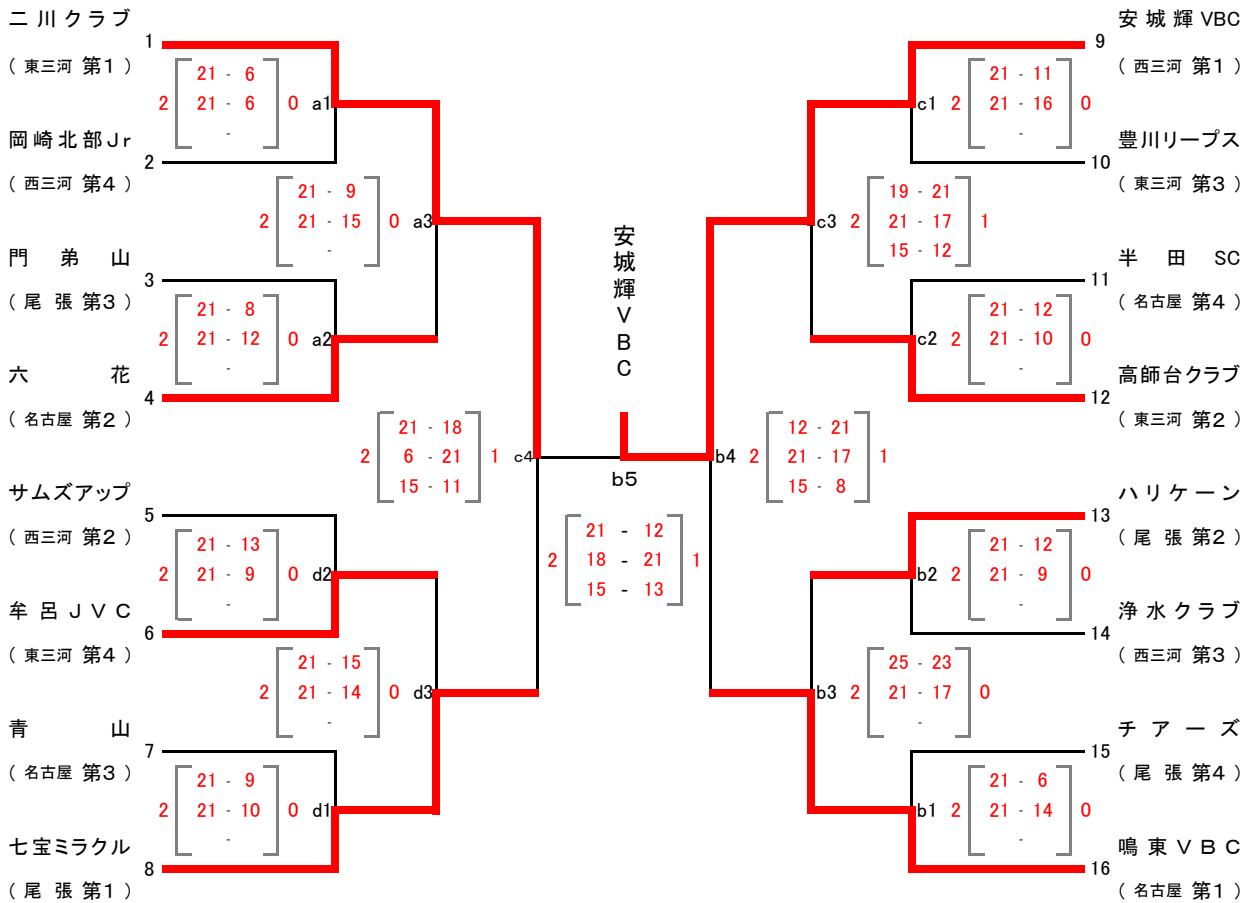 二川クラブ
1
( 東三河 第1 )
21 - 6
2 21 - 6 0 a1
-
岡崎北部Jr
2
( 西三河 第4 )
21 - 9
2 21 - 15 0 a3
-
門弟山
3
( 尾張 第3 )
21 - 8
2 21 - 12 0 a2
-
六花
4
( 名古屋 第2 )
21 - 18
2 6 - 21 1 c4
15 - 11
サムズアップ
5
( 西三河 第2 )
21 - 13
2 21 - 9 0 d2
-
牟呂JVC
6
( 東三河 第4 )
21 - 15
2 21 - 14 0 d3
-
青山
7
( 名古屋 第3 )
21 - 9
2 21 - 10 0 d1
-
七宝ミラクル
8
( 尾張 第1 )
安城輝VBC
b5
21 - 12
2 18 - 21 1
15 - 13
安城輝VBC
9
( 西三河 第1 )
21 - 11
c1 2 21 - 16 0
-
豊川リープス
10
( 東三河 第3 )
19 - 21
c3 2 21 - 17 1
15 - 12
半田SC
11
( 名古屋 第4 )
21 - 12
c2 2 21 - 10 0
-
高師台クラブ
12
( 東三河 第2 )
12 - 21
b4 2 21 - 17 1
15 - 8
ハリケーン
13
( 尾張 第2 )
21 - 12
b2 2 21 - 9 0
-
浄水クラブ
14
( 西三河 第3 )
25 - 23
b3 2 21 - 17 0
-
チアーズ
15
( 尾張 第4 )
21 - 6
b1 2 21 - 14 0
-
鳴東VBC
16
( 名古屋 第1 )